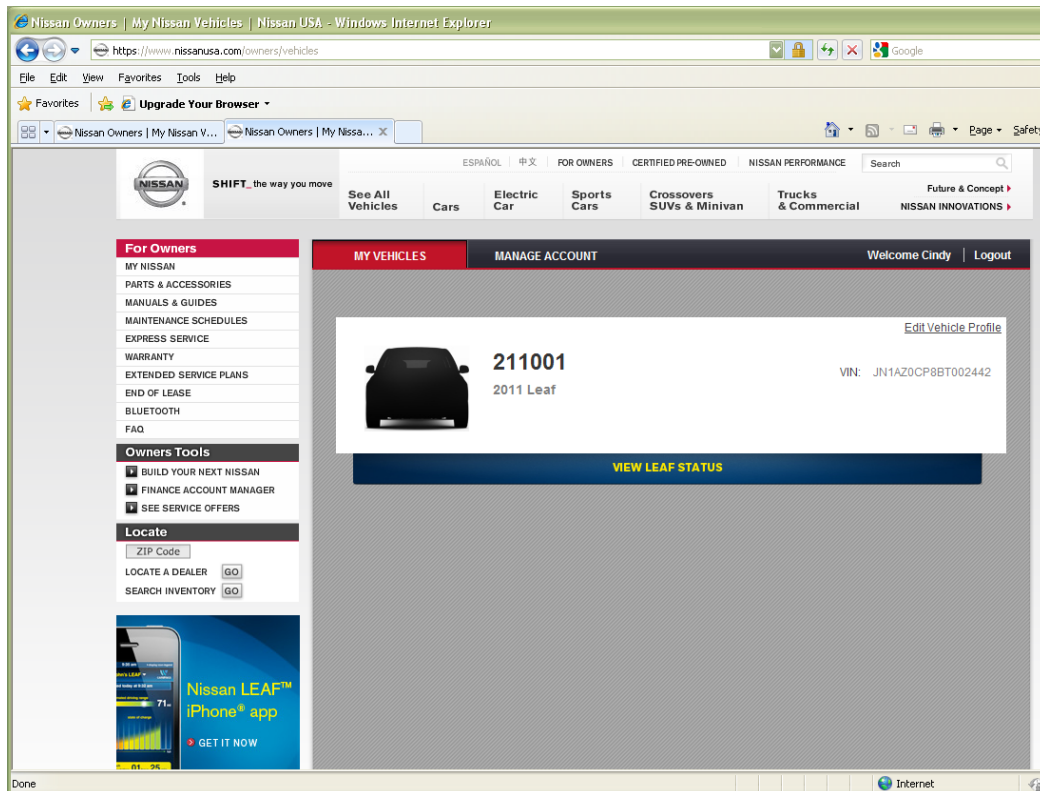 Nissan Owners | My Nissan Vehicles | Nissan USA - Windows Internet Explorer
https://www.nissanusa.com/owners/vehicles
Google
File Edit View Favorites Tools Help
Favorites Upgrade Your Browser
Nissan Owners | My Nissan V... Nissan Owners | My Nissa... X Page Safety
NISSAN SHIFT_the way you move
ESPAÑOL 中文 FOR OWNERS CERTIFIED PRE-OWNED NISSAN PERFORMANCE Search
See All Vehicles
Cars
Electric Car
Sports Cars
Crossovers SUVs & Minivan
Trucks & Commercial
Future & Concept
NISSAN INNOVATIONS
For Owners
MY NISSAN
PARTS & ACCESSORIES
MANUALS & GUIDES
MAINTENANCE SCHEDULES
EXPRESS SERVICE
WARRANTY
EXTENDED SERVICE PLANS
END OF LEASE
BLUETOOTH
FAQ
Owners Tools
BUILD YOUR NEXT NISSAN
FINANCE ACCOUNT MANAGER
SEE SERVICE OFFERS
Locate
ZIP Code
LOCATE A DEALER GO
SEARCH INVENTORY GO
Nissan LEAF™
iPhone® app
GET IT NOW
71
01 25
MY VEHICLES MANAGE ACCOUNT Welcome Cindy | Logout
Edit Vehicle Profile
211001
2011 Leaf
VIN: JN1AZ0CP8BT002442
VIEW LEAF STATUS
Done Internet